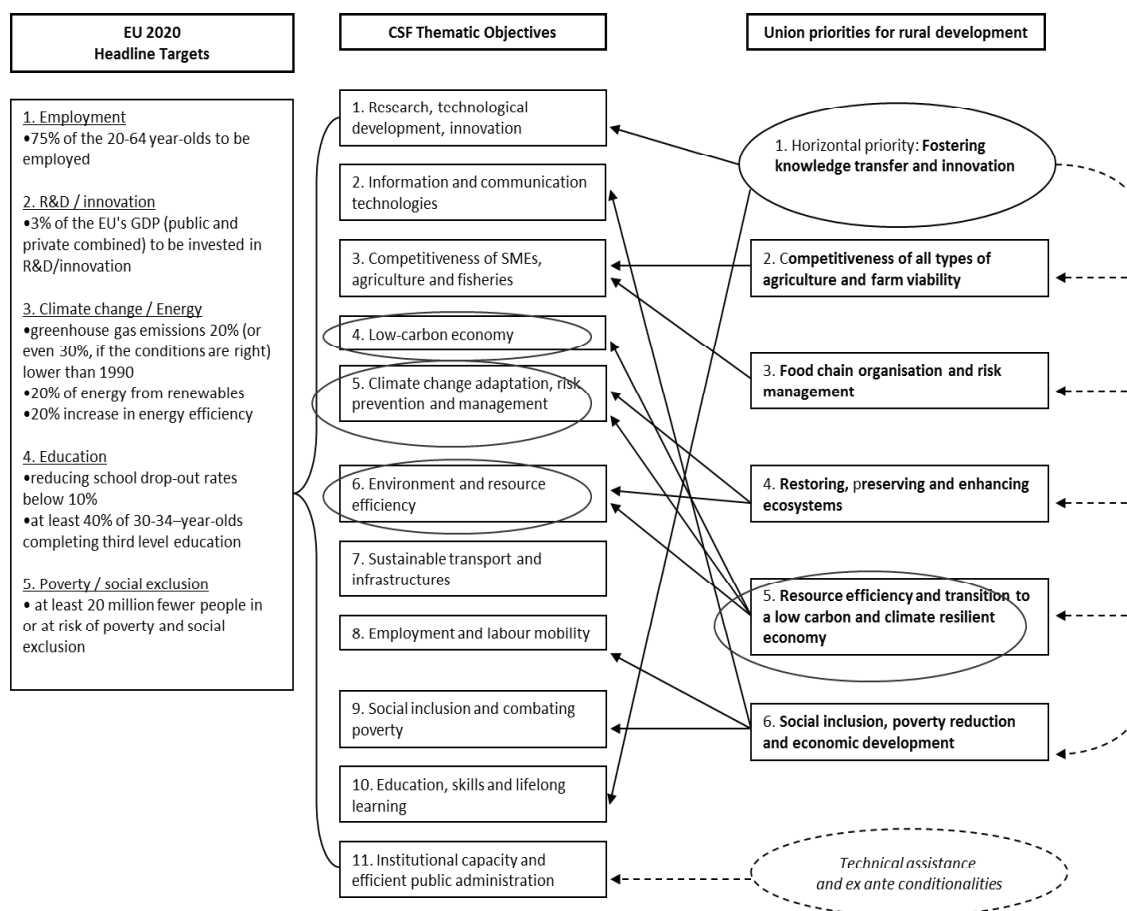 EU 2020
Headline Targets
CSF Thematic Objectives
Union priorities for rural development
1. Employment
•75% of the 20-64 year-olds to be
employed
2. R&D / innovation
•3% of the EU's GDP (public and
private combined) to be invested in
R&D/innovation
3. Climate change / Energy
•greenhouse gas emissions 20% (or
even 30%, if the conditions are right)
lower than 1990
•20% of energy from renewables
•20% increase in energy efficiency
4. Education
•reducing school drop-out rates
below 10%
•at least 40% of 30-34–year-olds
completing third level education
5. Poverty / social exclusion
• at least 20 million fewer people in
or at risk of poverty and social
exclusion
1. Research, technological
development, innovation
2. Information and communication
technologies
3. Competitiveness of SMEs,
agriculture and fisheries
4. Low-carbon economy
5. Climate change adaptation, risk
prevention and management
6. Environment and resource
efficiency
7. Sustainable transport and
infrastructures
8. Employment and labour mobility
9. Social inclusion and combating
poverty
10. Education, skills and lifelong
learning
11. Institutional capacity and
efficient public administration
1. Horizontal priority: Fostering
knowledge transfer and innovation
2. Competitiveness of all types of
agriculture and farm viability
3. Food chain organisation and risk
management
4. Restoring, preserving and enhancing
ecosystems
5. Resource efficiency and transition to
a low carbon and climate resilient
economy
6. Social inclusion, poverty reduction
and economic development
Technical assistance
and ex ante conditionalities